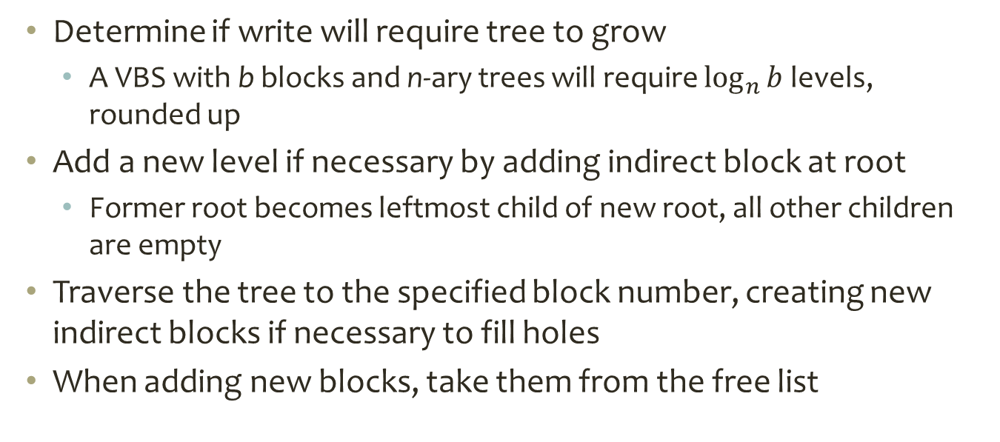 • Determine if write will require tree to grow
• A VBS with b blocks and n-ary trees will require logₙ b levels,
rounded up
• Add a new level if necessary by adding indirect block at root
• Former root becomes leftmost child of new root, all other children
are empty
• Traverse the tree to the specified block number, creating new
indirect blocks if necessary to fill holes
• When adding new blocks, take them from the free list